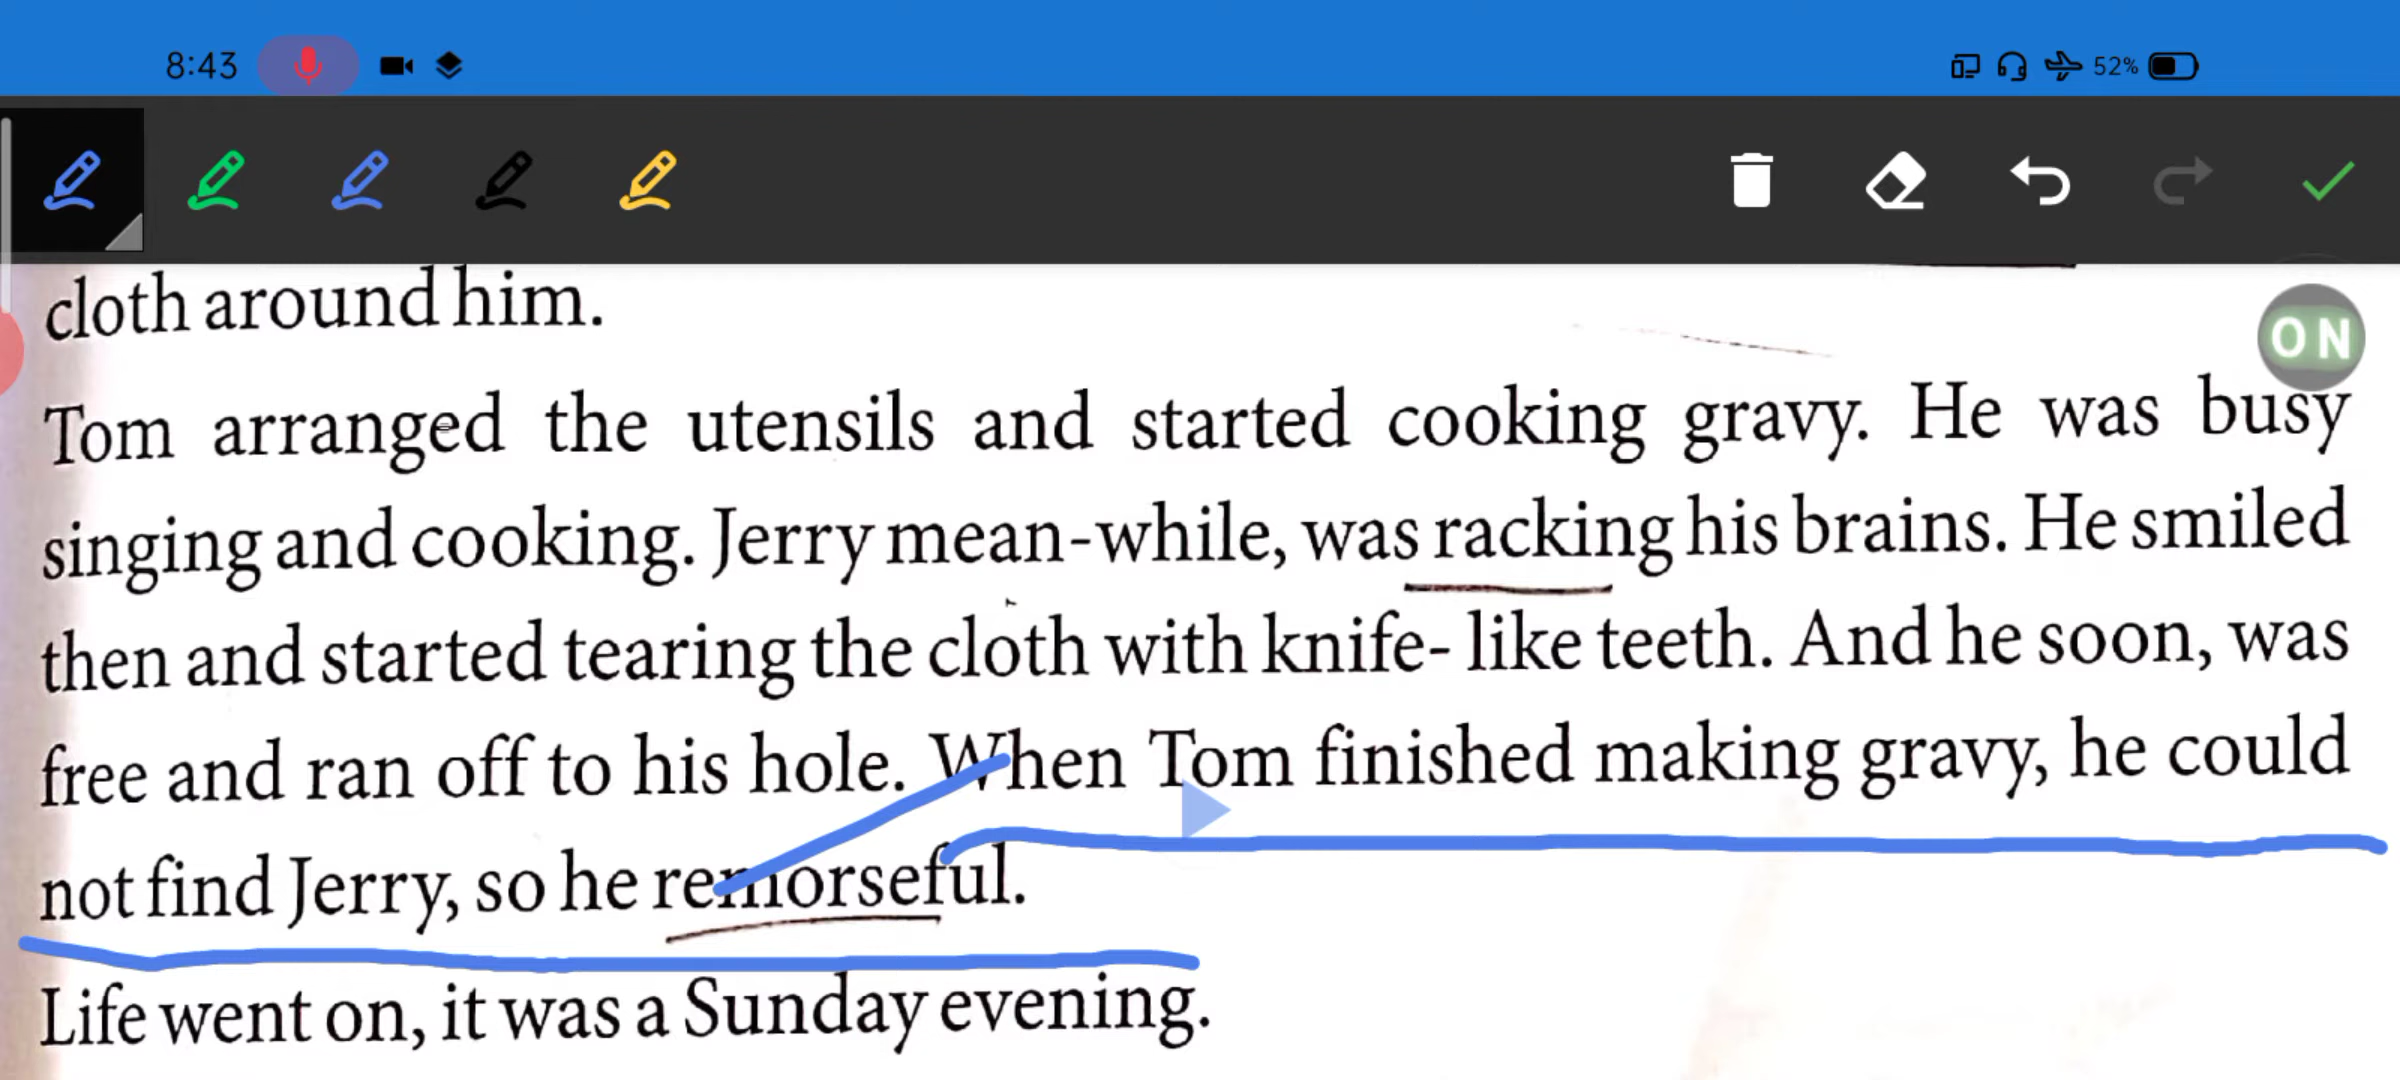 8:43
52%
cloth around him.
ON
Tom arranged the utensils and started cooking gravy. He was busy
singing and cooking. Jerry mean-while, was racking his brains. He smiled
then and started tearing the cloth with knife- like teeth. And he soon, was
free and ran off to his hole. When Tom finished making gravy, he could
not find Jerry, so he remorseful.
Life went on, it was a Sunday evening.